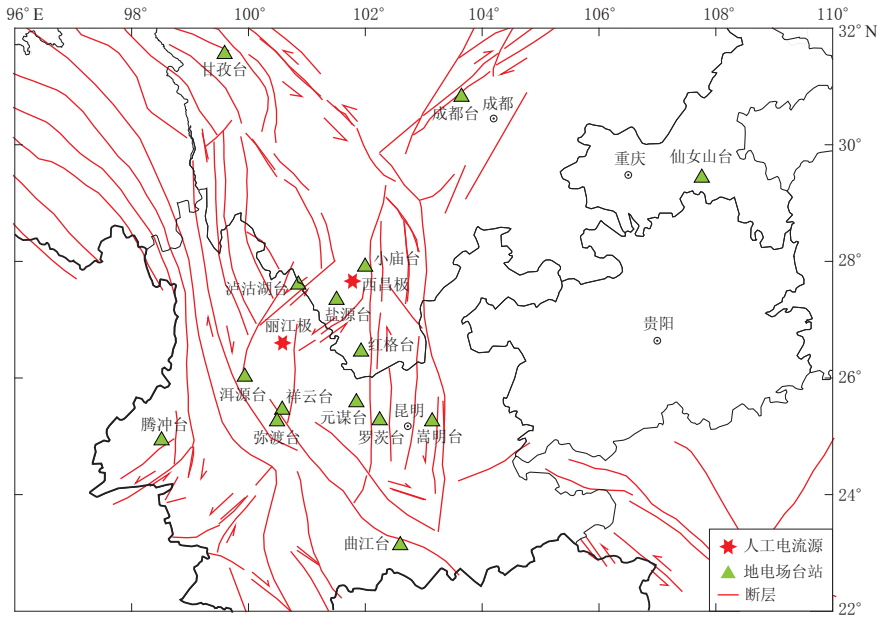 96° E 98° 100° 102° 104° 106° 108° 110°
32° N
甘孜台
成都台
成都
30°
重庆
仙女山台
小庙台
28°
泸沽湖台
西昌极
盐源台
丽江极
贵阳
红格台
26°
洱源台
祥云台
元谋台
昆明
腾冲台
弥渡台
罗茨台
嵩明台
24°
曲江台
人工电流源
地电场台站
断层
22°